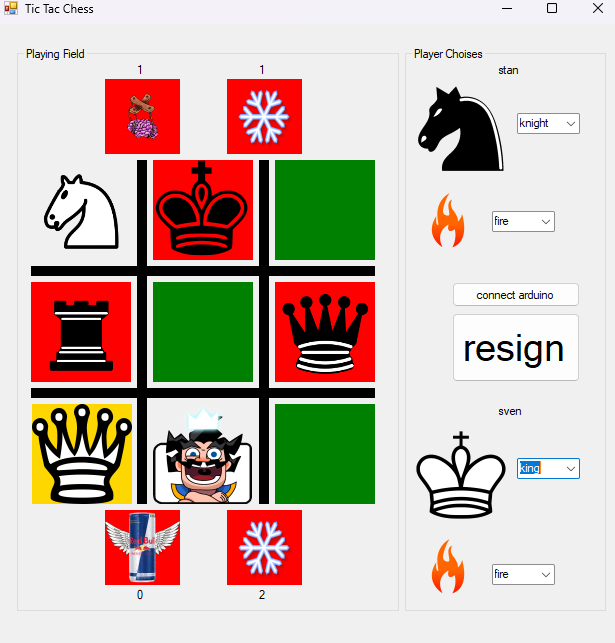 Tic Tac Chess
Playing Field
1 1
0 2
Player Choises
stan
knight
fire
connect arduino
resign
sven
king
fire